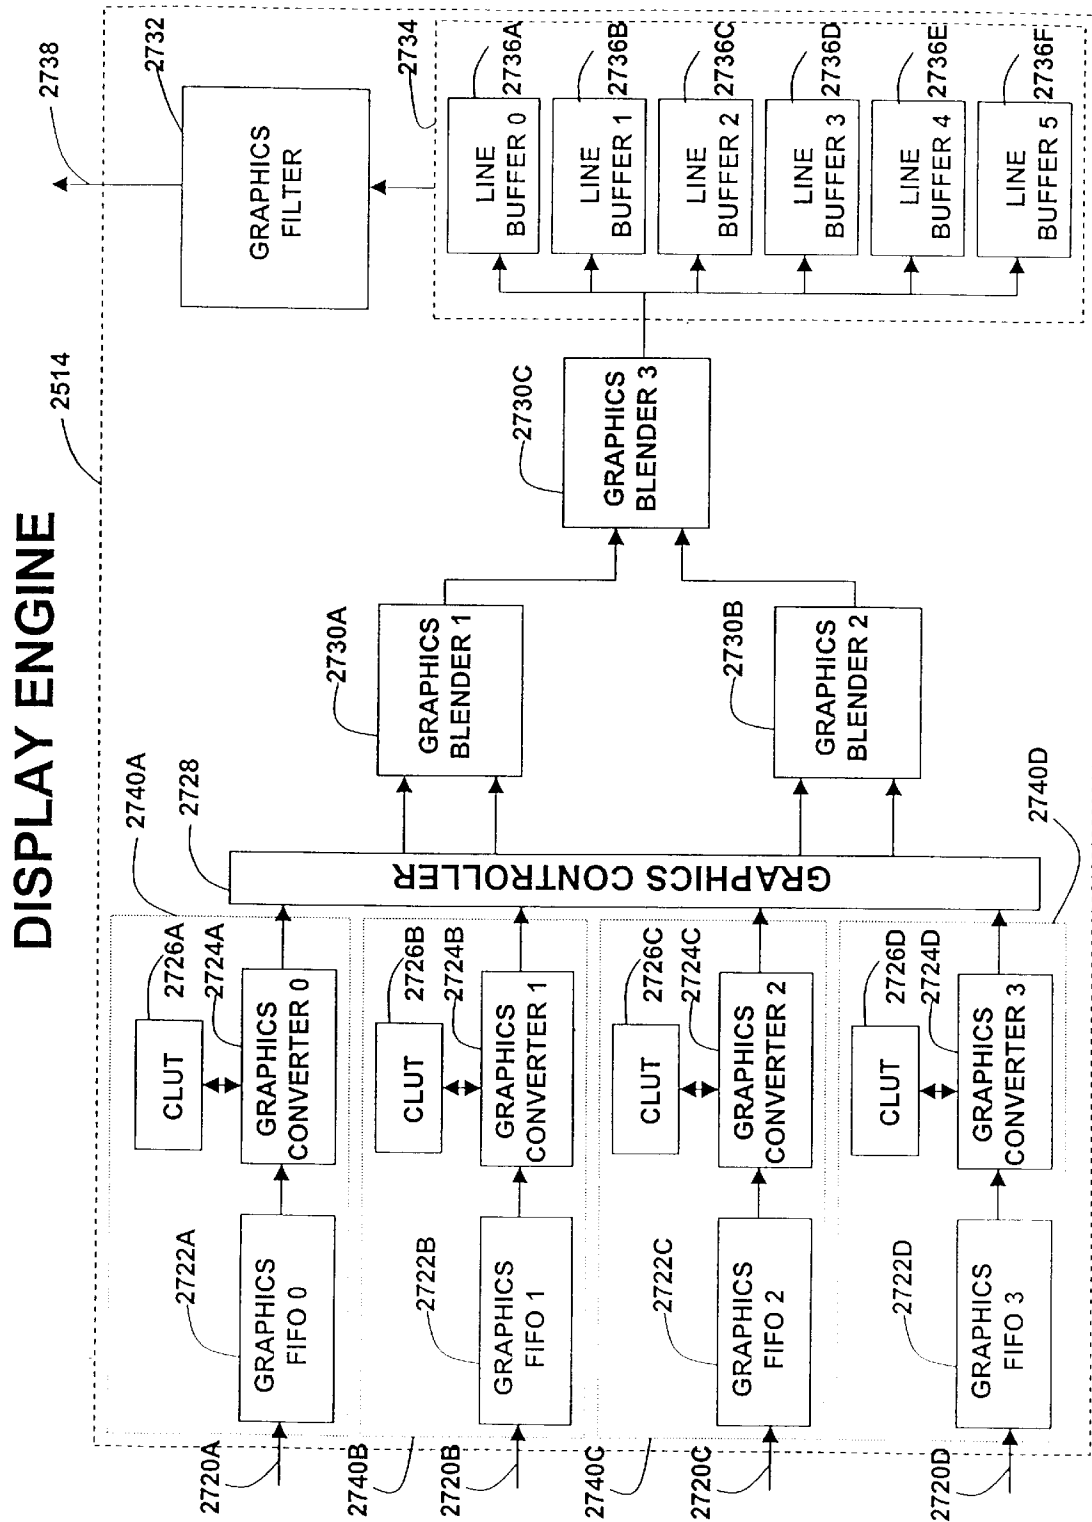 DISPLAY ENGINE
2514
2738
2732
GRAPHICS
FILTER
2734
2740A
2728
2726A
2724A
CLUT
2722A
GRAPHICS
FIFO 0
GRAPHICS
CONVERTER 0
2720A
2740B
2726B
2724B
CLUT
2722B
GRAPHICS
FIFO 1
GRAPHICS
CONVERTER 1
2720B
2740C
2726C
2724C
CLUT
2722C
GRAPHICS
FIFO 2
GRAPHICS
CONVERTER 2
2720C
2740D
2726D
2724D
CLUT
2722D
GRAPHICS
FIFO 3
GRAPHICS
CONVERTER 3
2720D
GRAPHICS CONTROLLER
2730A
GRAPHICS
BLENDER 1
2730B
GRAPHICS
BLENDER 2
2730C
GRAPHICS
BLENDER 3
2736A
LINE
BUFFER 0
2736B
LINE
BUFFER 1
2736C
LINE
BUFFER 2
2736D
LINE
BUFFER 3
2736E
LINE
BUFFER 4
2736F
LINE
BUFFER 5